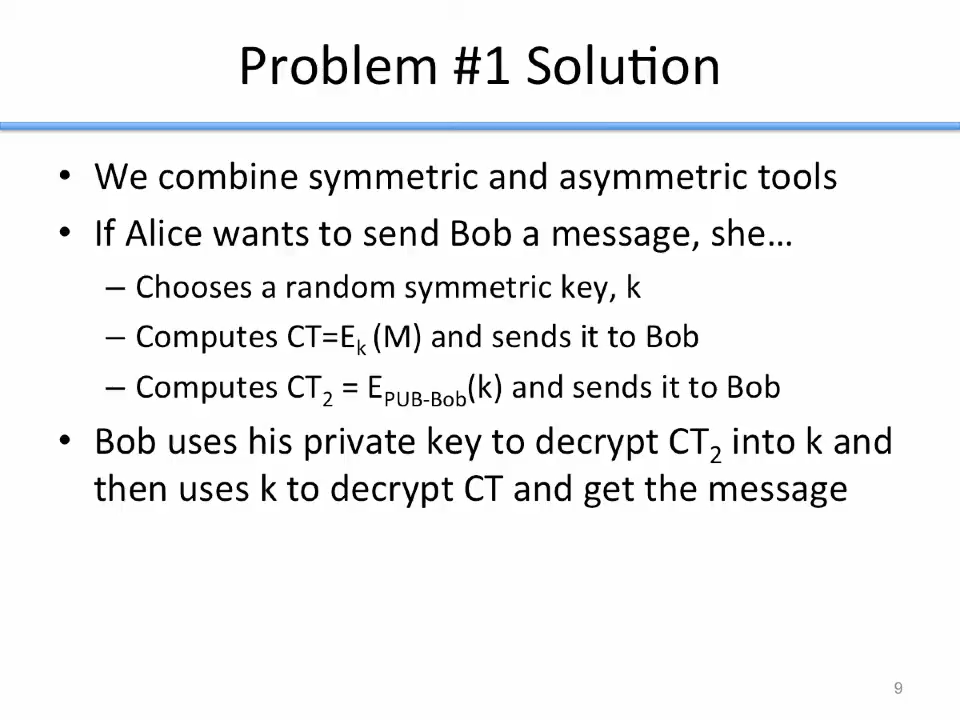 Problem #1 Solution
• We combine symmetric and asymmetric tools
• If Alice wants to send Bob a message, she…
– Chooses a random symmetric key, k
– Computes CT=Ek (M) and sends it to Bob
– Computes CT2 = EPUB-Bob(k) and sends it to Bob
• Bob uses his private key to decrypt CT2 into k and
then uses k to decrypt CT and get the message
9